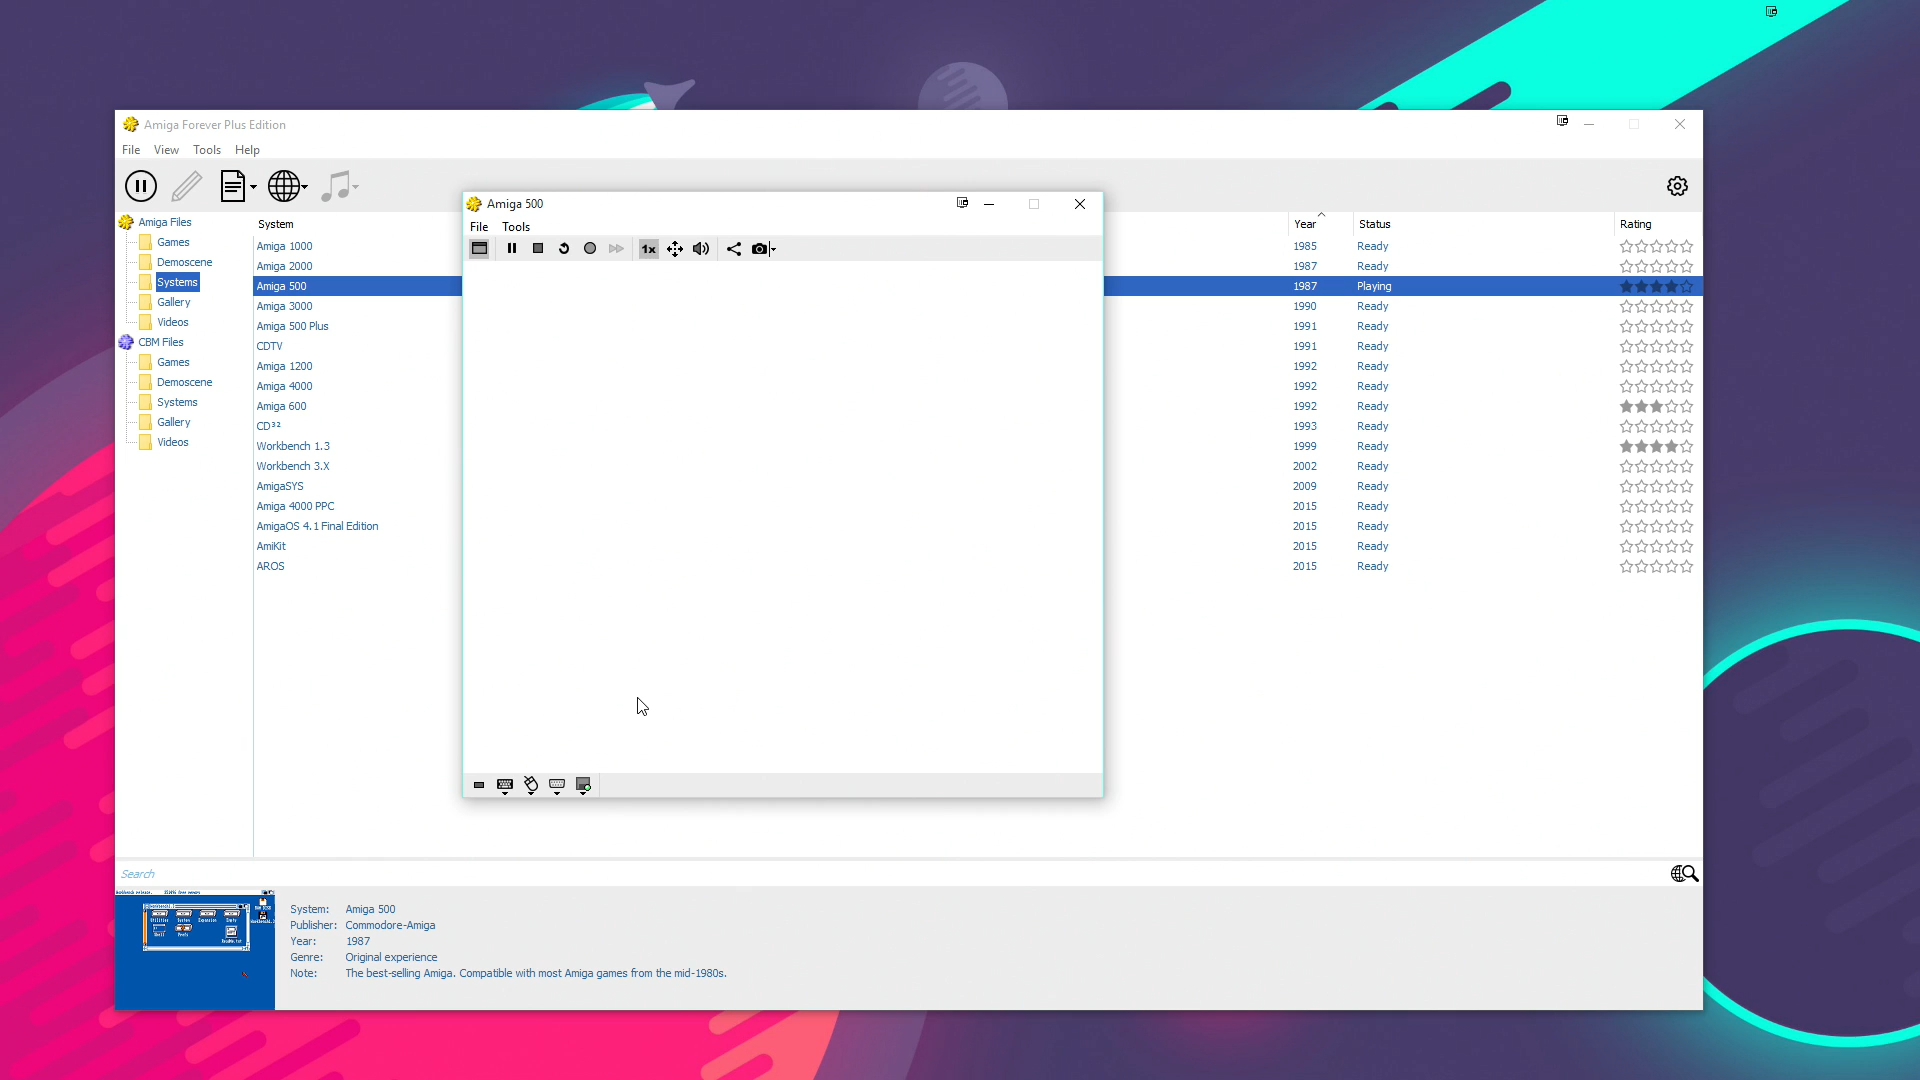 Amiga Forever Plus Edition
File View Tools Help
Amiga 500
File Tools
1x
Amiga Files
Games
Demoscene
Systems
Gallery
Videos
CBM Files
Games
Demoscene
Systems
Gallery
Videos
System Year Status Rating
Amiga 1000 1985 Ready
Amiga 2000 1987 Ready
Amiga 500 1987 Playing
Amiga 3000 1990 Ready
Amiga 500 Plus 1991 Ready
CDTV 1991 Ready
Amiga 1200 1992 Ready
Amiga 4000 1992 Ready
Amiga 600 1992 Ready
CD³² 1993 Ready
Workbench 1.3 1999 Ready
Workbench 3.X 2002 Ready
AmigaSYS 2009 Ready
Amiga 4000 PPC 2015 Ready
AmigaOS 4.1 Final Edition 2015 Ready
AmiKit 2015 Ready
AROS 2015 Ready
Search
System: Amiga 500
Publisher: Commodore-Amiga
Year: 1987
Genre: Original experience
Note: The best-selling Amiga. Compatible with most Amiga games from the mid-1980s.